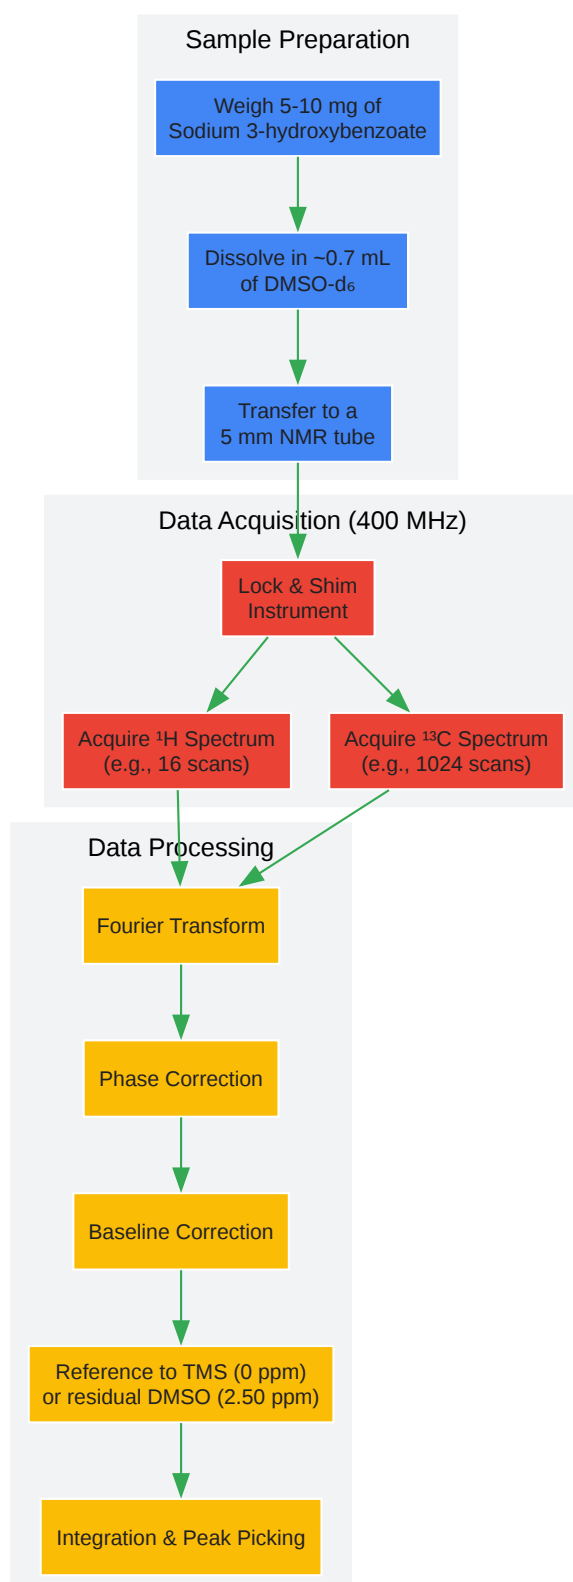 Sample Preparation
Weigh 5-10 mg of
Sodium 3-hydroxybenzoate
Dissolve in ~0.7 mL
of DMSO-d₆
Transfer to a
5 mm NMR tube
Data Acquisition (400 MHz)
Lock & Shim
Instrument
Acquire ¹H Spectrum
(e.g., 16 scans)
Acquire ¹³C Spectrum
(e.g., 1024 scans)
Data Processing
Fourier Transform
Phase Correction
Baseline Correction
Reference to TMS (0 ppm)
or residual DMSO (2.50 ppm)
Integration & Peak Picking